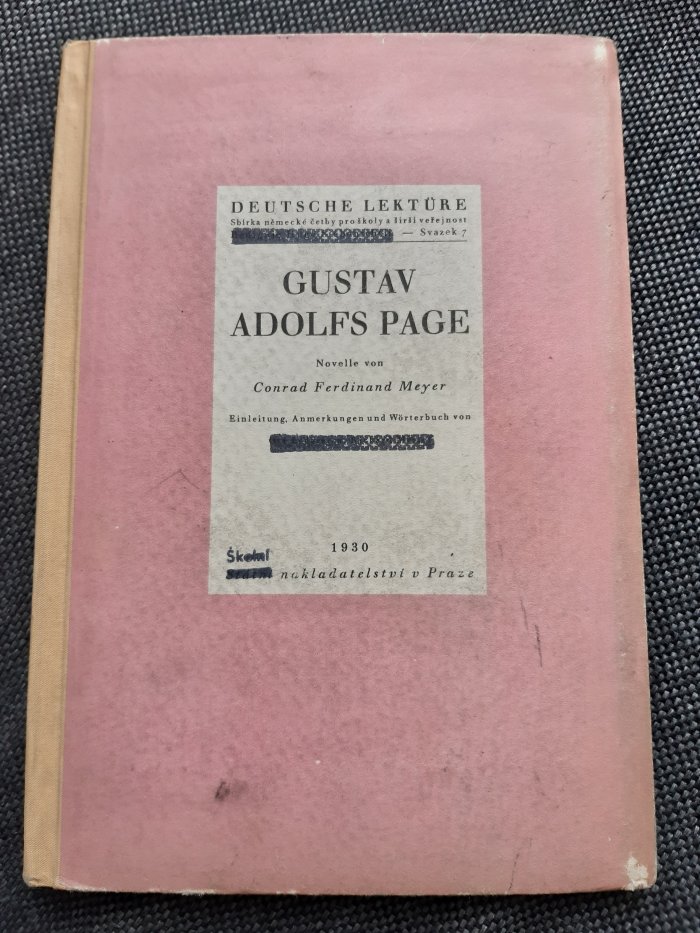 DEUTSCHE LEKTÜRE
Sbírka německé četby pro školy a širší veřejnost
— Svazek 7
GUSTAV
ADOLFS PAGE
Novelle von
Conrad Ferdinand Meyer
Einleitung, Anmerkungen und Wörterbuch von
1930
Školní
nakladatelství v Praze